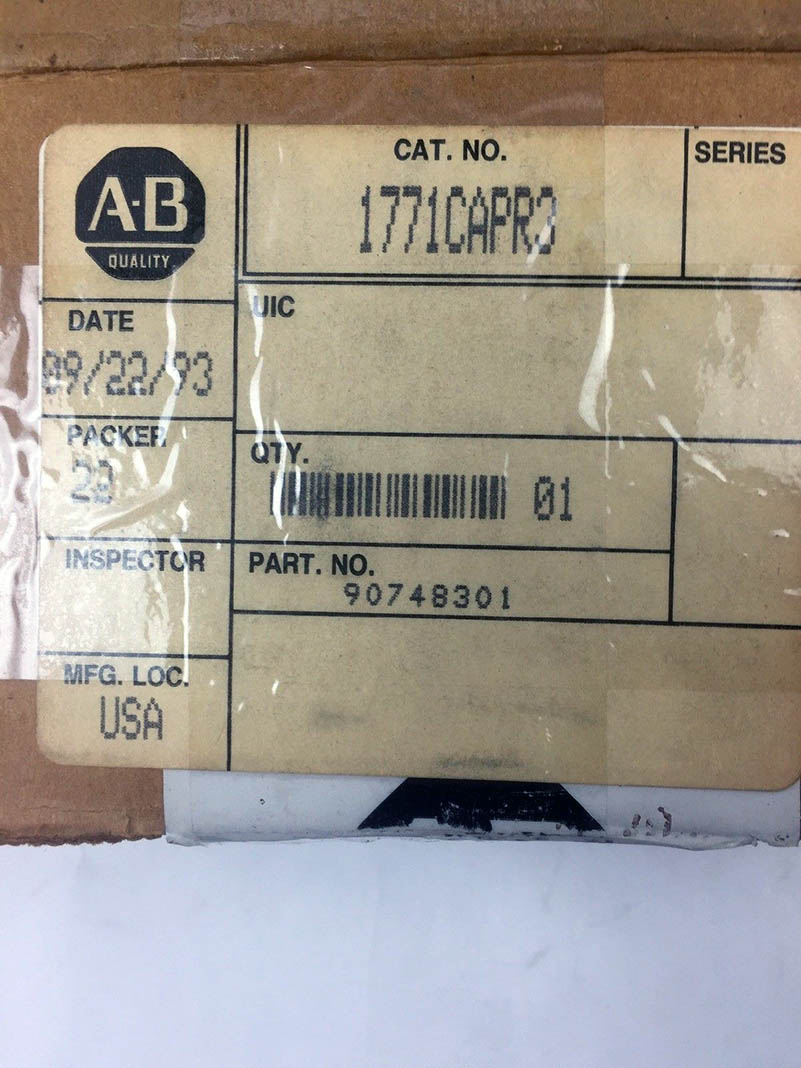 A-B
QUALITY
CAT. NO.
1771CAPR3
SERIES
DATE
09/22/93
UIC
PACKER
22
QTY.
01
INSPECTOR
PART. NO.
90748301
MFG. LOC.
USA